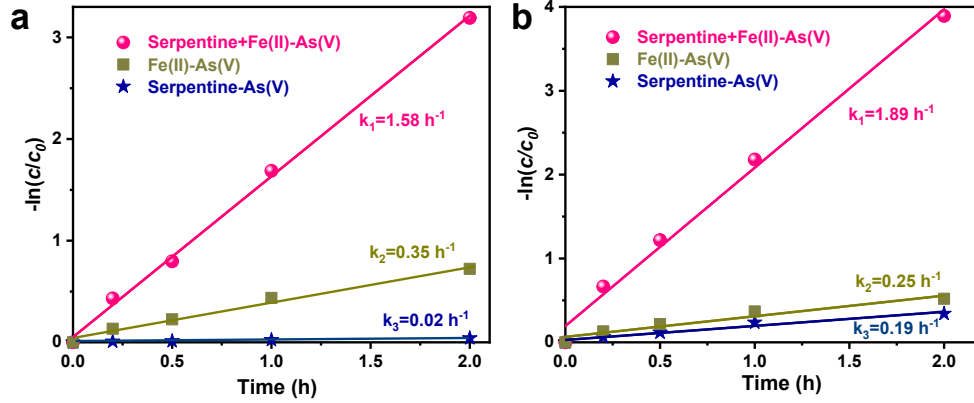 a
-ln(c/c0)
3
2
1
0
Serpentine+Fe(II)-As(V)
Fe(II)-As(V)
Serpentine-As(V)
k1=1.58 h-1
k2=0.35 h-1
k3=0.02 h-1
0.0 0.5 1.0 1.5 2.0
Time (h)
b
-ln(c/c0)
4
3
2
1
0
Serpentine+Fe(II)-As(V)
Fe(II)-As(V)
Serpentine-As(V)
k1=1.89 h-1
k2=0.25 h-1
k3=0.19 h-1
0.0 0.5 1.0 1.5 2.0
Time (h)